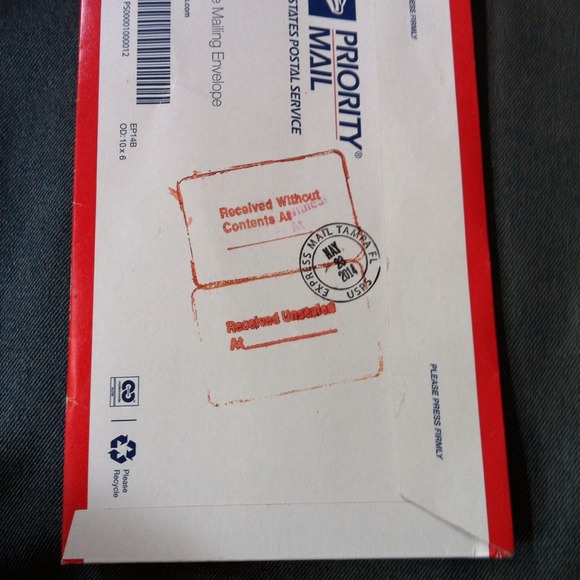 PRESS FIRMLY
PRIORITY®
MAIL
STATES POSTAL SERVICE
Mailing Envelope
.com
PS00001000012
EP14B
OD: 10 x 6
Received Without
Contents At
EXPRESS MAIL TAMPA FL
MAY
2014
USPS
Received Unsealed
At
PLEASE PRESS FIRMLY
Please
Recycle